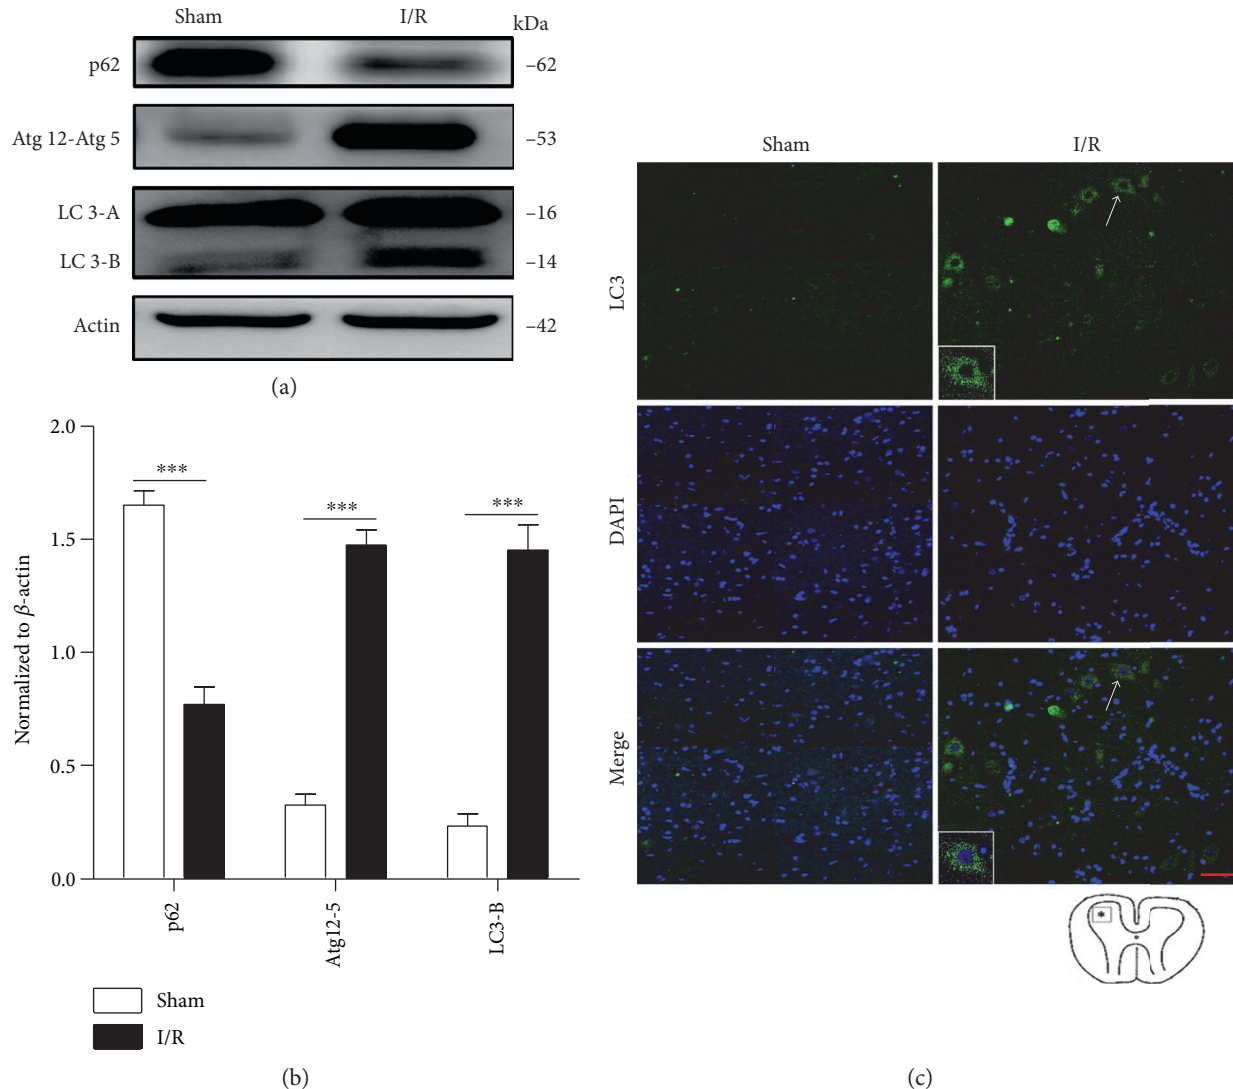 Sham I/R kDa
p62 –62
Atg 12-Atg 5 –53
LC 3-A –16
LC 3-B –14
Actin –42
(a)
2.0
1.5
1.0
0.5
0.0
Normalized to β-actin
***
***
***
p62
Atg12-5
LC3-B
Sham
I/R
(b)
Sham I/R
LC3
DAPI
Merge
*
(c)